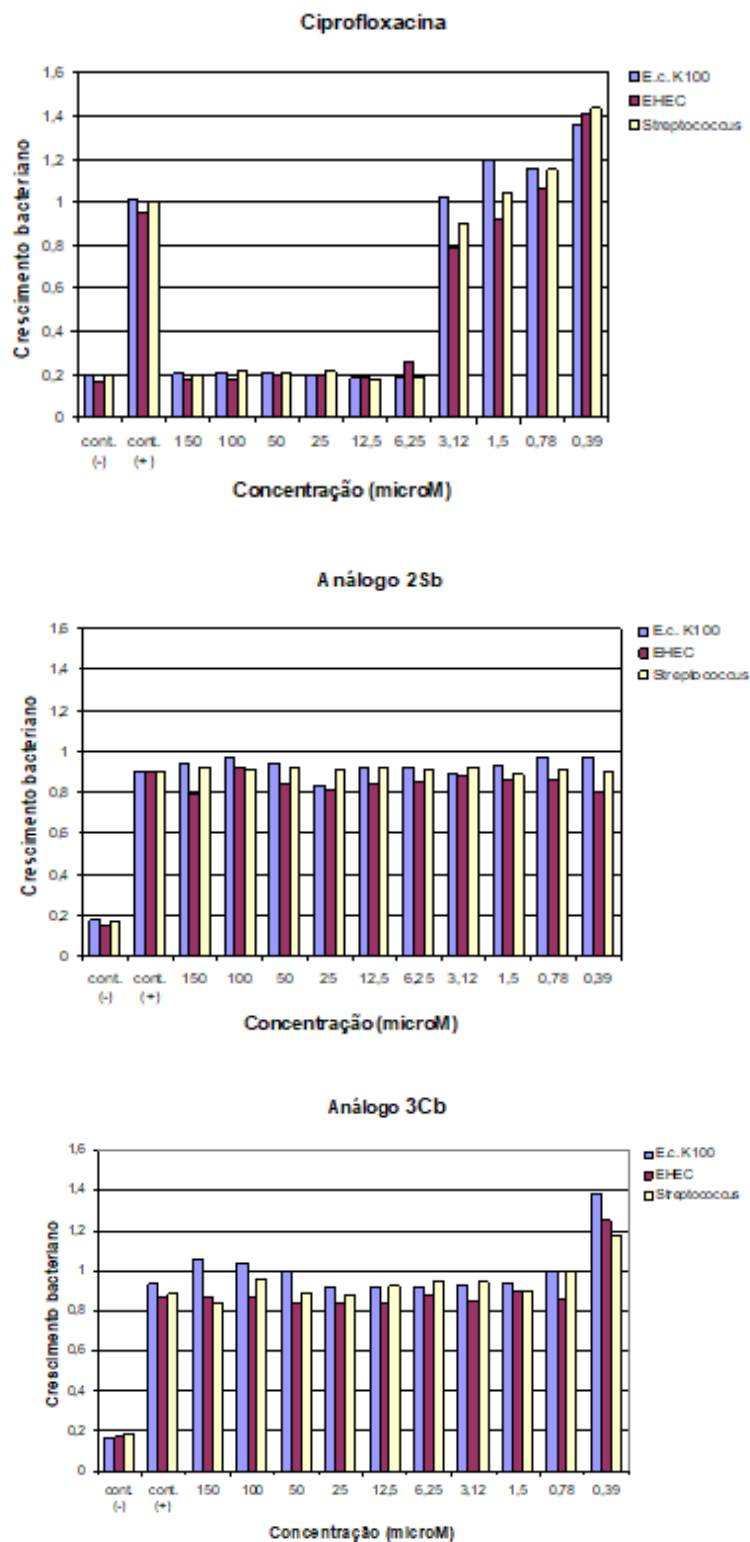 Ciprofloxacina
1,6
1,4
1,2
1
0,8
0,6
0,4
0,2
0
Crescimento bacteriano
cont. (-) cont. (+) 150 100 50 25 12,5 6,25 3,12 1,5 0,78 0,39
Concentração (microM)
E.c. K100
EHEC
Streptococcus
Análogo 2Sb
1,6
1,4
1,2
1
0,8
0,6
0,4
0,2
0
Crescimento bacteriano
cont. (-) cont. (+) 150 100 50 25 12,5 6,25 3,12 1,5 0,78 0,39
Concentração (microM)
E.c. K100
EHEC
Streptococcus
Análogo 3Cb
1,6
1,4
1,2
1
0,8
0,6
0,4
0,2
0
Crescimento bacteriano
cont (-) cont. (+) 150 100 50 25 12,5 6,25 3,12 1,5 0,78 0,39
Concentração (microM)
E.c. K100
EHEC
Streptococcus